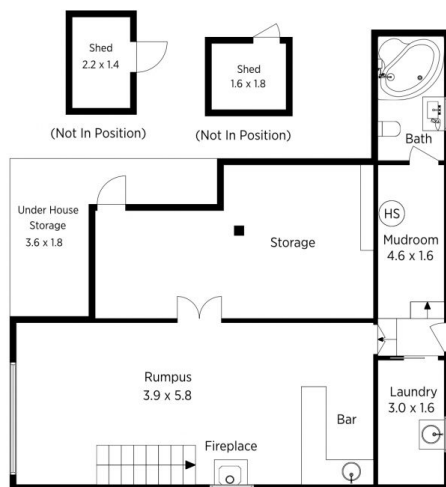 Shed
2.2 x 1.4
(Not In Position)
Shed
1.6 x 1.8
(Not In Position)
Bath
Under House
Storage
3.6 x 1.8
Storage
HS
Mudroom
4.6 x 1.6
Rumpus
3.9 x 5.8
Fireplace
Bar
Laundry
3.0 x 1.6